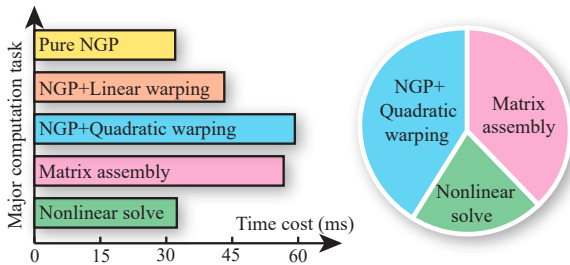 Major computation task
Pure NGP
NGP+Linear warping
NGP+Quadratic warping
Matrix assembly
Nonlinear solve
Time cost (ms)
0 15 30 45 60
NGP+
Quadratic
warping
Matrix
assembly
Nonlinear
solve